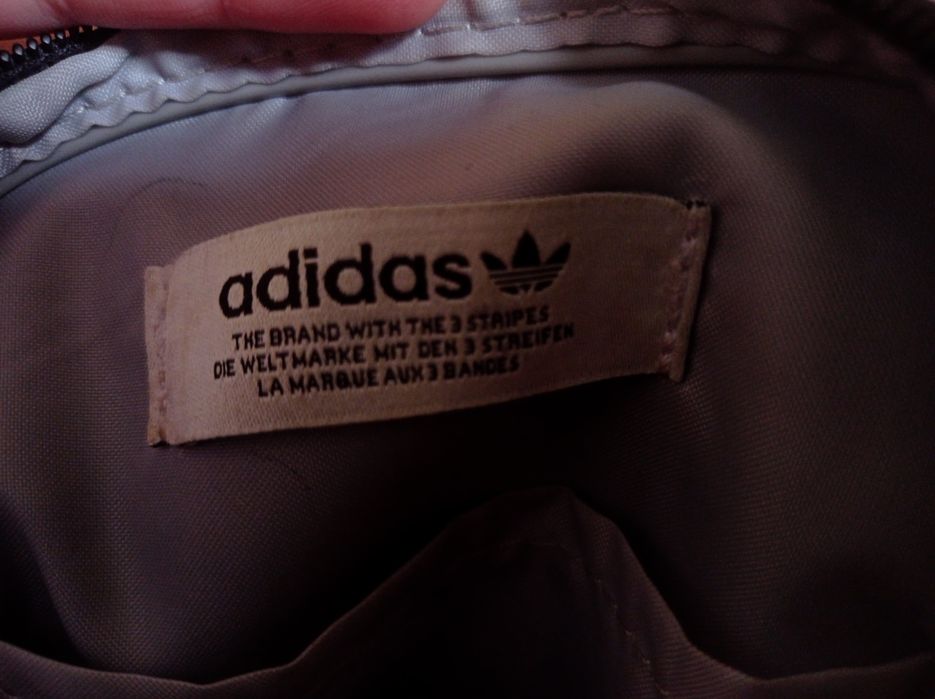 adidas
THE BRAND WITH THE 3 STRIPES
DIE WELTMARKE MIT DEN 3 STREIFEN
LA MARQUE AUX 3 BANDES